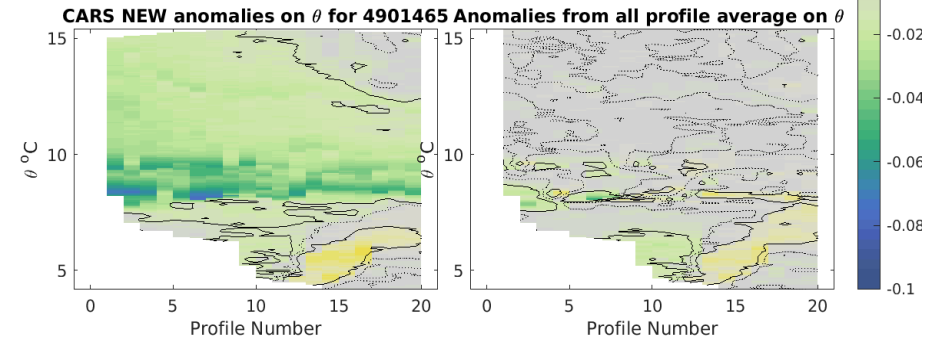 CARS NEW anomalies on θ for 4901465 Anomalies from all profile average on θ
15
10
5
θ °C
0 5 10 15 20
Profile Number
15
10
5
θ °C
0 5 10 15 20
Profile Number
-0.02
-0.04
-0.06
-0.08
-0.1